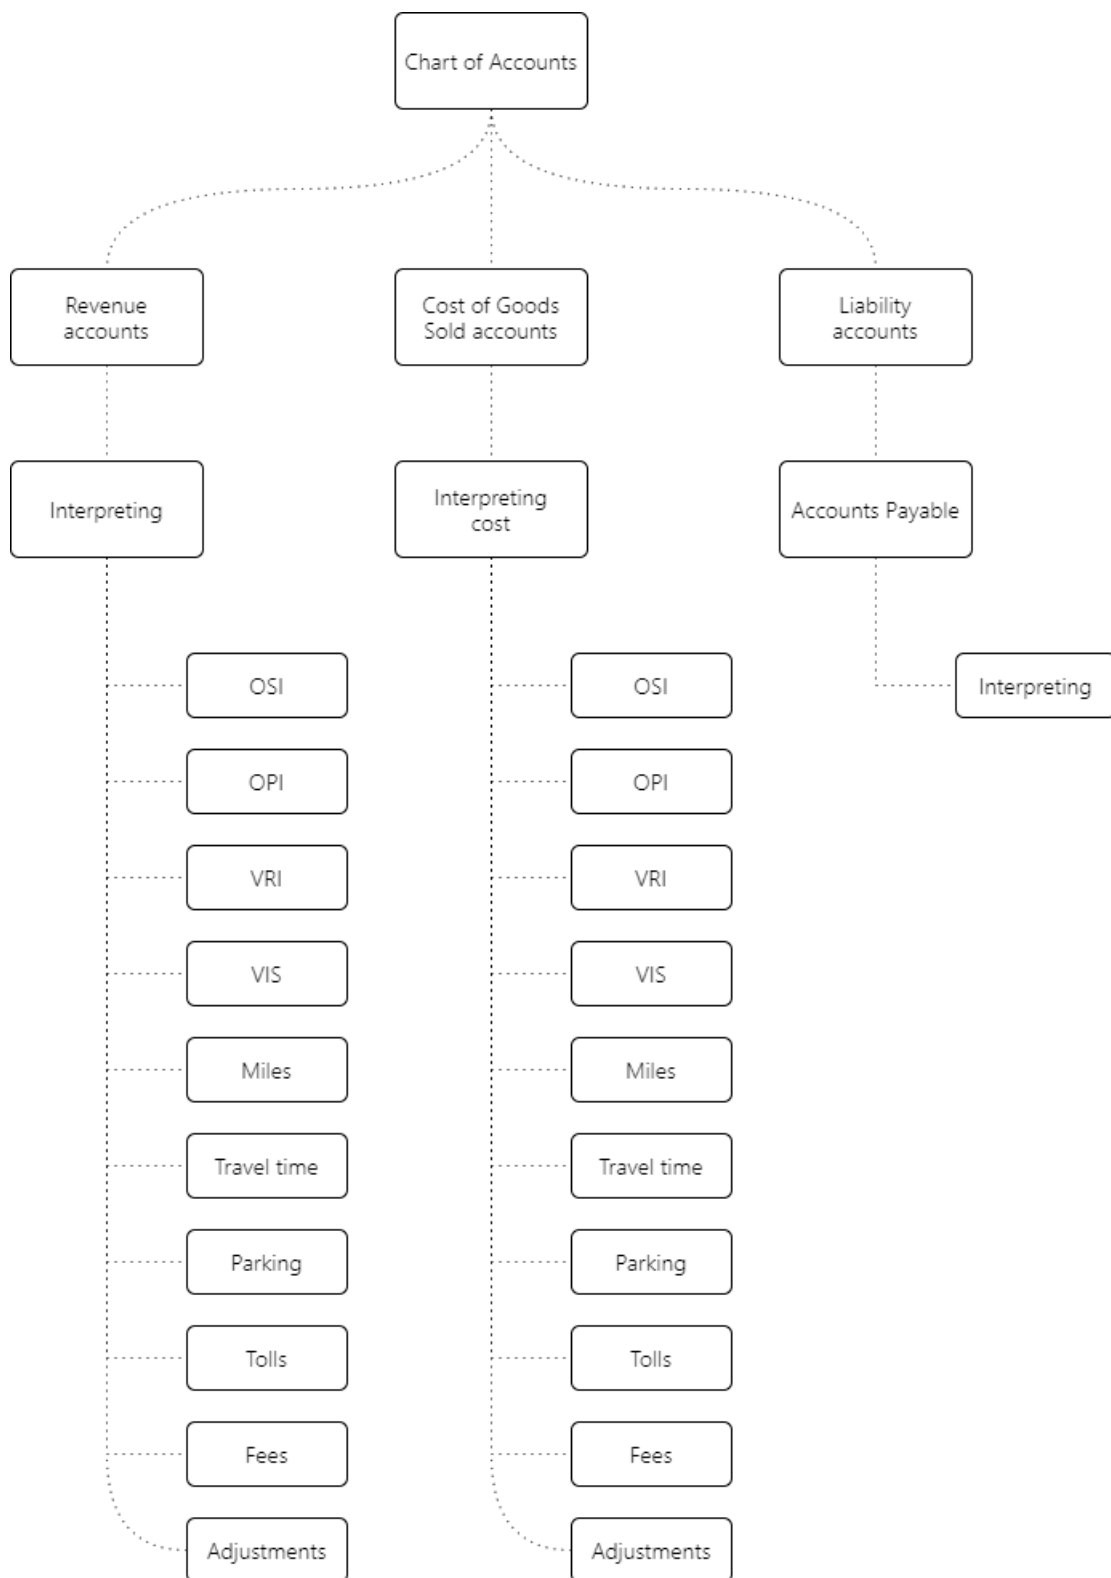 Chart of Accounts
Revenue
accounts
Cost of Goods
Sold accounts
Liability
accounts
Interpreting
Interpreting
cost
Accounts Payable
OSI
OSI
Interpreting
OPI
OPI
VRI
VRI
VIS
VIS
Miles
Miles
Travel time
Travel time
Parking
Parking
Tolls
Tolls
Fees
Fees
Adjustments
Adjustments